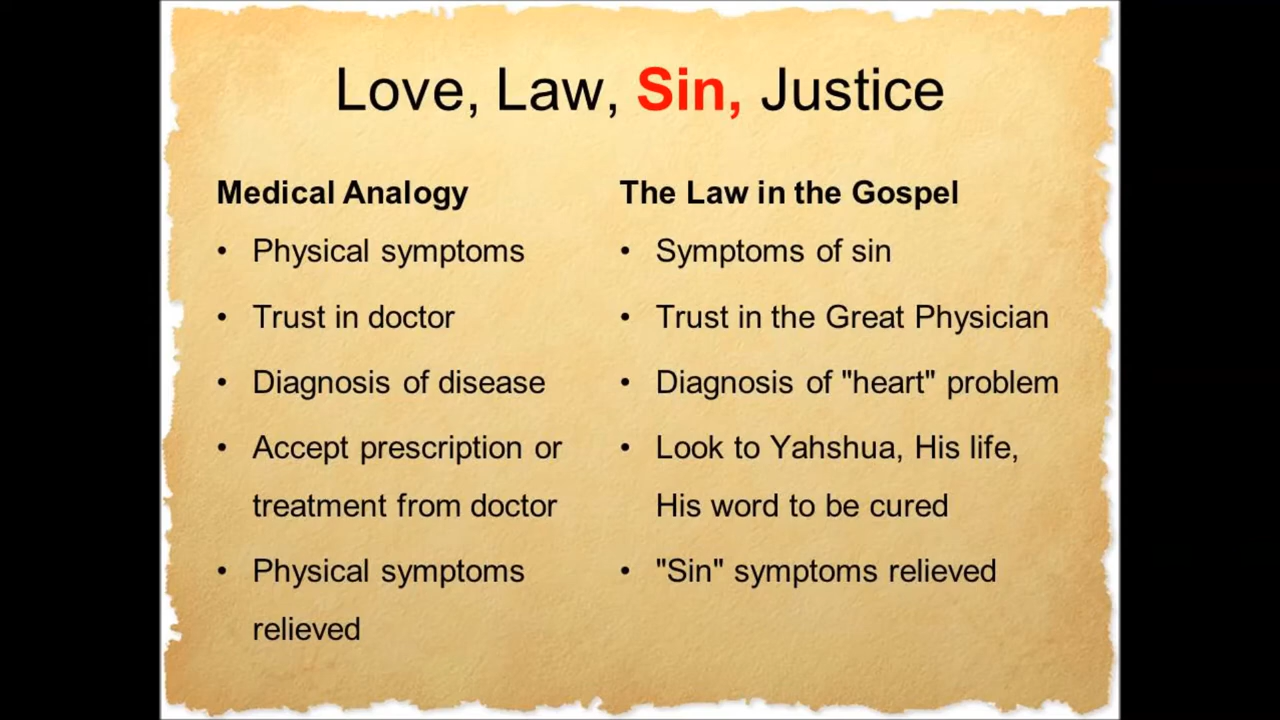 Love, Law, Sin, Justice
Medical Analogy
• Physical symptoms
• Trust in doctor
• Diagnosis of disease
• Accept prescription or
treatment from doctor
• Physical symptoms
relieved
The Law in the Gospel
• Symptoms of sin
• Trust in the Great Physician
• Diagnosis of "heart" problem
• Look to Yahshua, His life,
His word to be cured
• "Sin" symptoms relieved